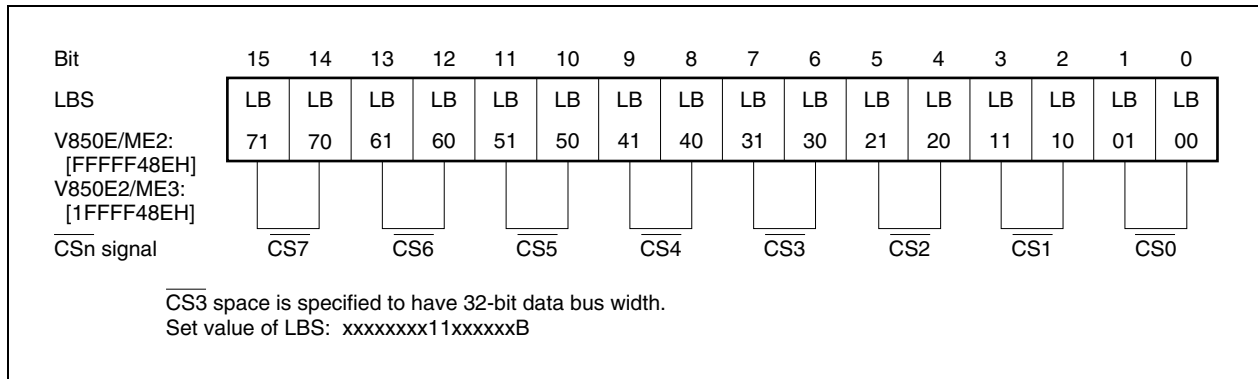 Bit 15 14 13 12 11 10 9 8 7 6 5 4 3 2 1 0
LBS LB LB LB LB LB LB LB LB LB LB LB LB LB LB LB LB
V850E/ME2: 71 70 61 60 51 50 41 40 31 30 21 20 11 10 01 00
[FFFFF48EH]
V850E2/ME3:
[1FFFF48EH]
CSn signal CS7 CS6 CS5 CS4 CS3 CS2 CS1 CS0
CS3 space is specified to have 32-bit data bus width.
Set value of LBS: xxxxxxxx11xxxxxxB